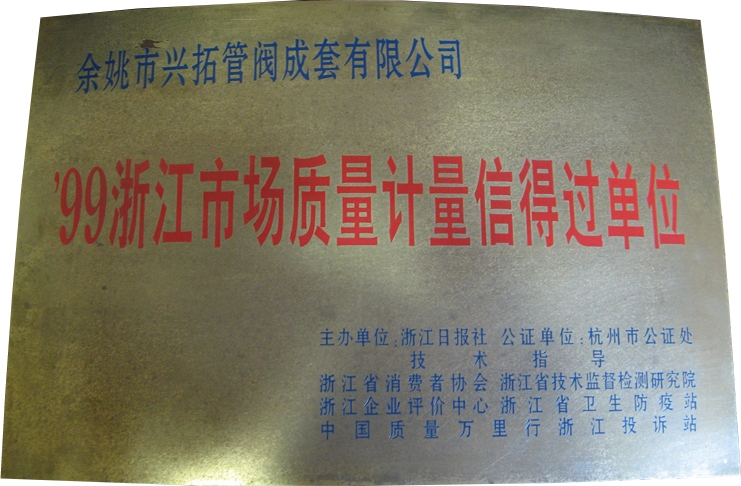 余姚市兴拓管阀成套有限公司
'99浙江市场质量计量信得过单位
主办单位:浙江日报社 公证单位:杭州市公证处
技术指导
浙江省消费者协会 浙江省技术监督检测研究院
浙江企业评价中心 浙江省卫生防疫站
中国质量万里行浙江投诉站